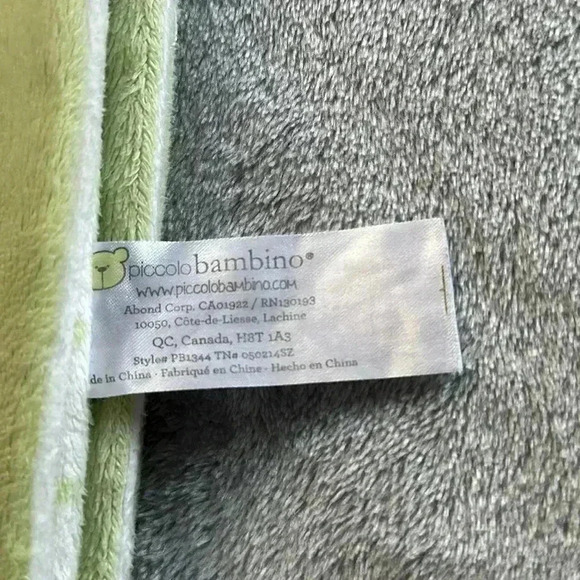 piccolo bambino®
www.piccolobambino.com
Abond Corp. CA01922 / RN130193
10050, Côte-de-Liesse, Lachine
QC, Canada, H8T 1A3
Style# PB1344 TN# 050214SZ
de in China · Fabriqué en Chine · Hecho en China